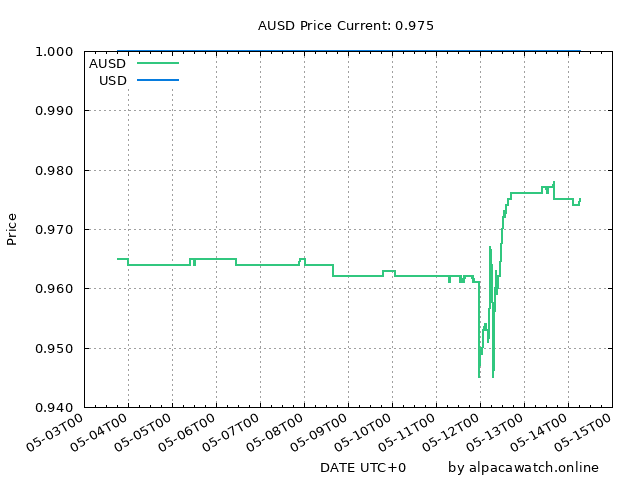 AUSD Price Current: 0.975
AUSD
USD
Price
1.000
0.990
0.980
0.970
0.960
0.950
0.940
05-03T00
05-04T00
05-05T00
05-06T00
05-07T00
05-08T00
05-09T00
05-10T00
05-11T00
05-12T00
05-13T00
05-14T00
05-15T00
DATE UTC+0
by alpacawatch.online